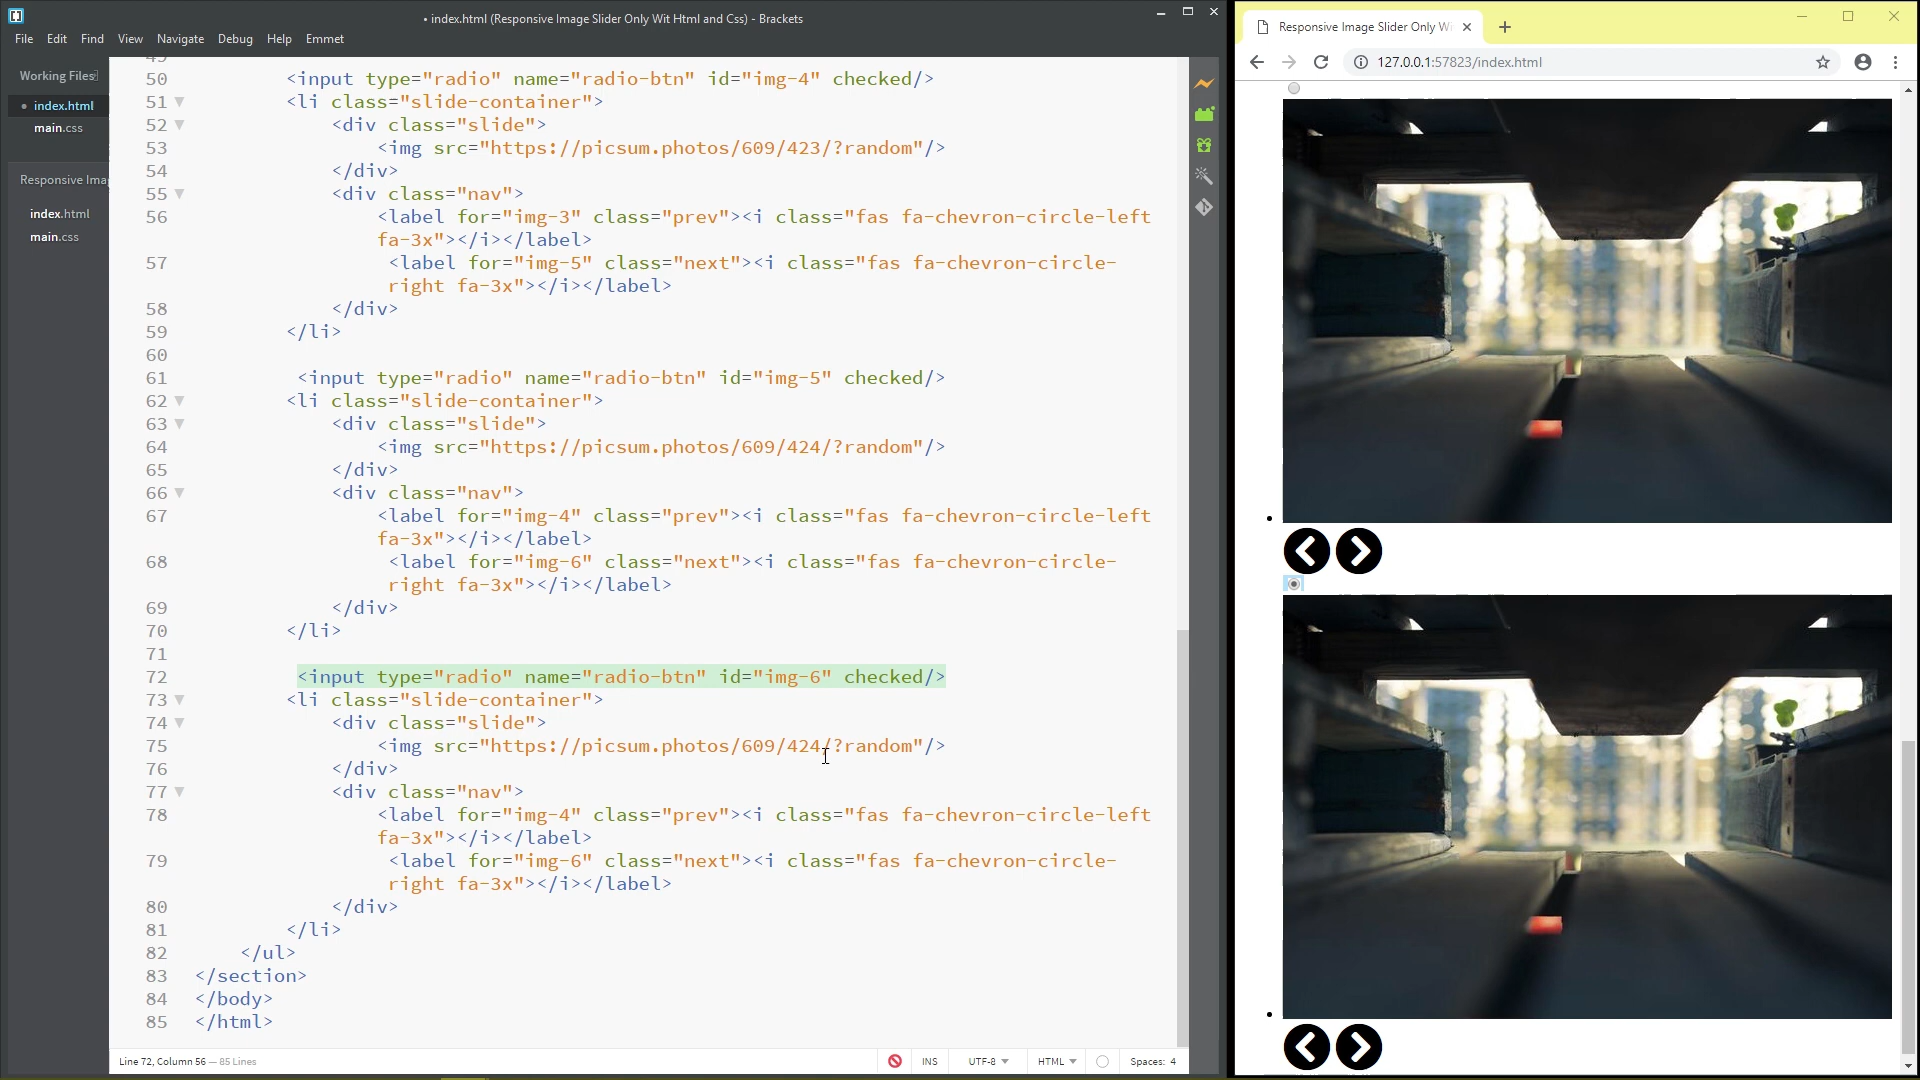 • index.html (Responsive Image Slider Only Wit Html and Css) - Brackets
File Edit Find View Navigate Debug Help Emmet
Working Files
index.html
main.css
Responsive Imag
index.html
main.css
50 <input type="radio" name="radio-btn" id="img-4" checked/>
51 <li class="slide-container">
52 <div class="slide">
53 <img src="https://picsum.photos/609/423/?random"/>
54 </div>
55 <div class="nav">
56 <label for="img-3" class="prev"><i class="fas fa-chevron-circle-left
fa-3x"></i></label>
57 <label for="img-5" class="next"><i class="fas fa-chevron-circle-
right fa-3x"></i></label>
58 </div>
59 </li>
60
61 <input type="radio" name="radio-btn" id="img-5" checked/>
62 <li class="slide-container">
63 <div class="slide">
64 <img src="https://picsum.photos/609/424/?random"/>
65 </div>
66 <div class="nav">
67 <label for="img-4" class="prev"><i class="fas fa-chevron-circle-left
fa-3x"></i></label>
68 <label for="img-6" class="next"><i class="fas fa-chevron-circle-
right fa-3x"></i></label>
69 </div>
70 </li>
71
72 <input type="radio" name="radio-btn" id="img-6" checked/>
73 <li class="slide-container">
74 <div class="slide">
75 <img src="https://picsum.photos/609/424/?random"/>
76 </div>
77 <div class="nav">
78 <label for="img-4" class="prev"><i class="fas fa-chevron-circle-left
fa-3x"></i></label>
79 <label for="img-6" class="next"><i class="fas fa-chevron-circle-
right fa-3x"></i></label>
80 </div>
81 </li>
82 </ul>
83 </section>
84 </body>
85 </html>
Line 72, Column 56 — 85 Lines
INS UTF-8 HTML Spaces: 4
Responsive Image Slider Only Wi
127.0.0.1:57823/index.html